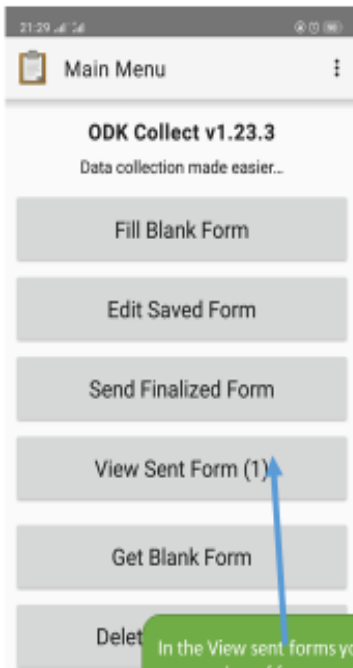 21:29
Main Menu
ODK Collect v1.23.3
Data collection made easier...
Fill Blank Form
Edit Saved Form
Send Finalized Form
View Sent Form (1)
Get Blank Form
Delet
In the View sent forms yo